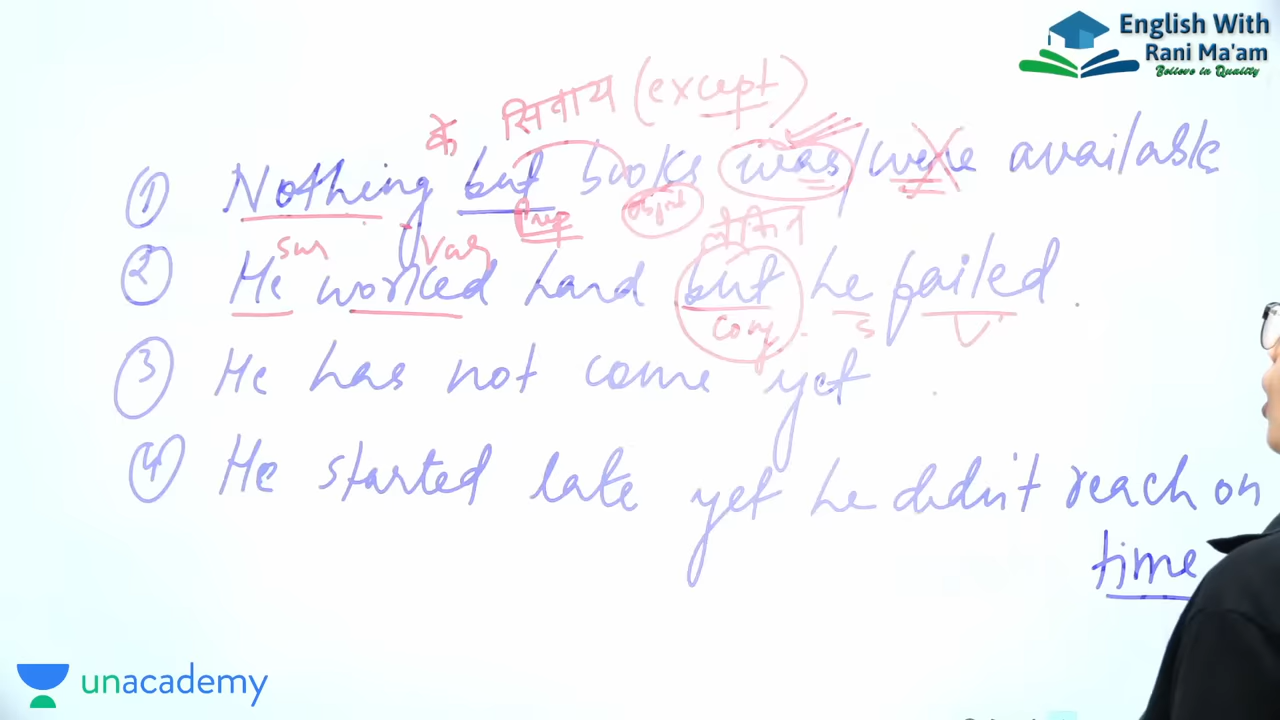 English With
Rani Ma'am
Believe in Quality
के सिवाय (except)
① Nothing but books was/were available
Prep Object
② He worked hard but he failed .
Conj. S V
③ He has not come yet .
④ He started late yet he didn't reach on
time
unacademy